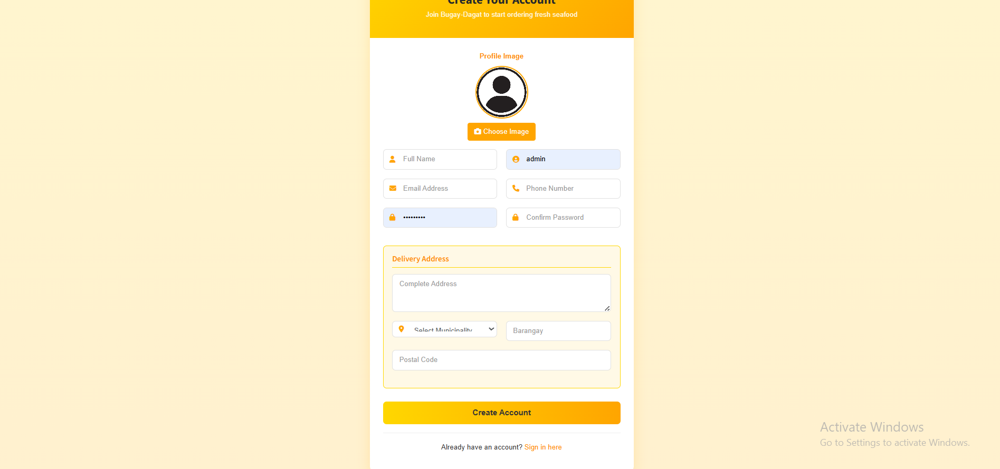 Create Your Account
Join Bugay-Dagat to start ordering fresh seafood
Profile Image
Choose Image
Full Name
admin
Email Address
Phone Number
•••••••••
Confirm Password
Delivery Address
Complete Address
Select Municipality
Barangay
Postal Code
Create Account
Already have an account? Sign in here
Activate Windows
Go to Settings to activate Windows.